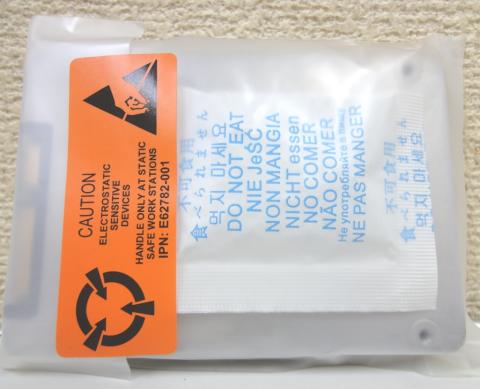 CAUTION
ELECTROSTATIC
SENSITIVE
DEVICES
HANDLE ONLY AT STATIC
SAFE WORK STATIONS
IPN: E62782-001
不可食用
食べられません
먹지 마세요
DO NOT EAT
NIE JeŚĆ
NON MANGIA
NICHT essen
NO COMER
NÃO COMER
Не употребляйте в пищу
NE PAS MANGER
不可食用
食べられません
먹지 마세요